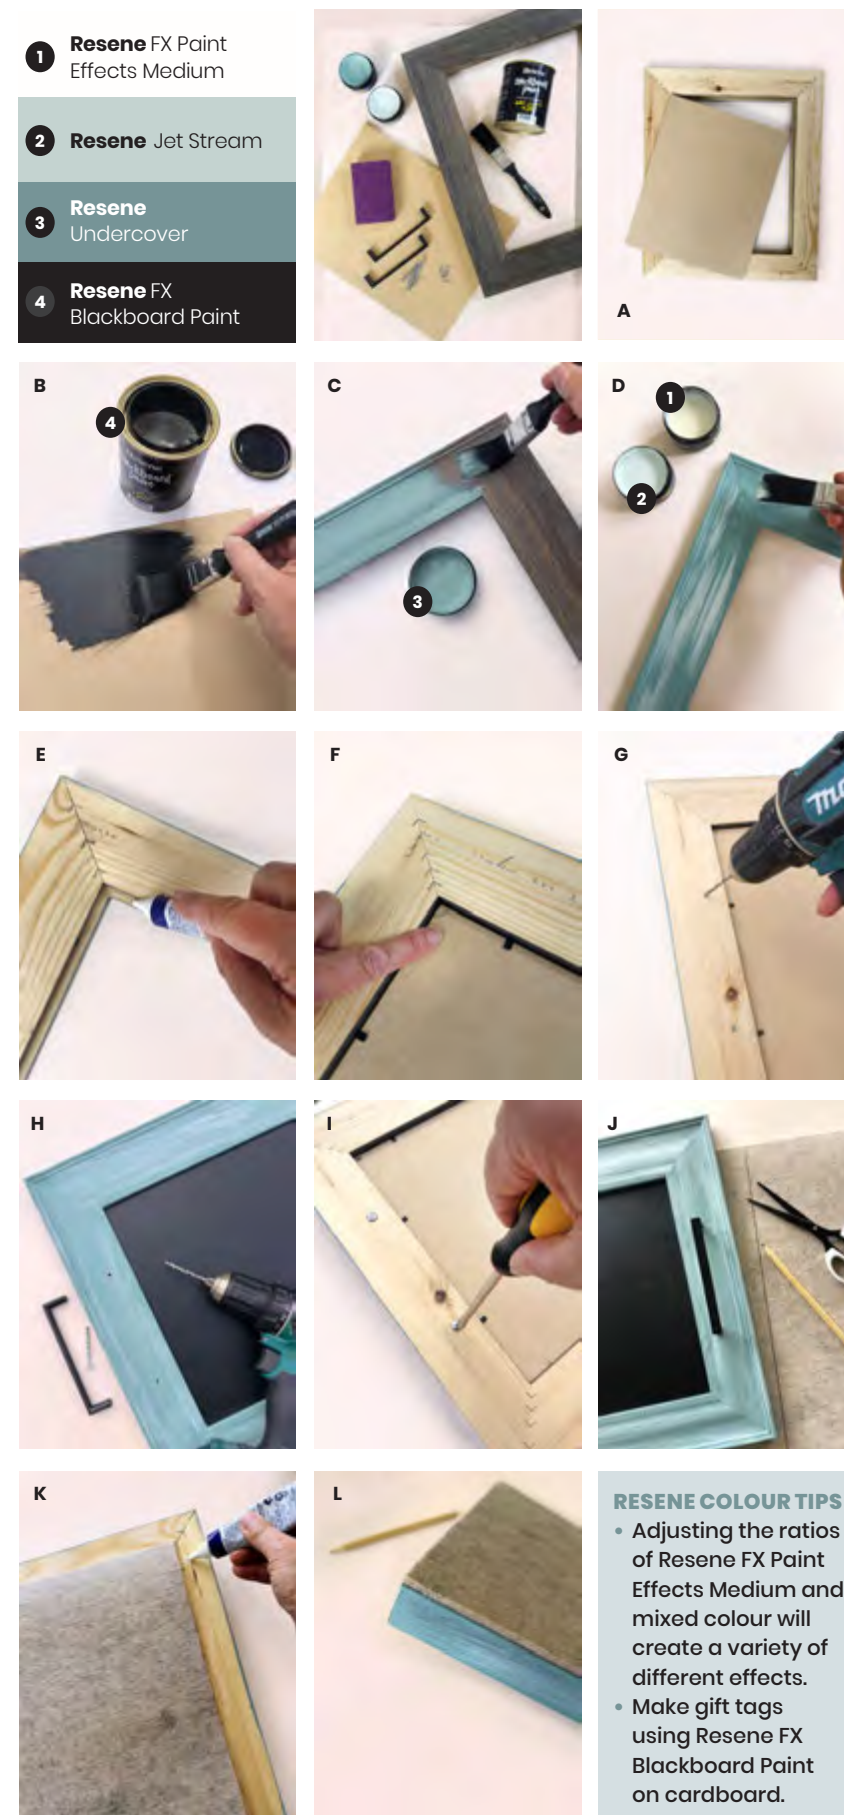 1
Resene FX Paint
Effects Medium
2
Resene Jet Stream
3
Resene
Undercover
4
Resene FX
Blackboard Paint
A
B
4
C
3
D
1
2
E
F
G
H
I
J
K
L
RESENE COLOUR TIPS
• Adjusting the ratios
of Resene FX Paint
Effects Medium and
mixed colour will
create a variety of
different effects.
• Make gift tags
using Resene FX
Blackboard Paint
on cardboard.